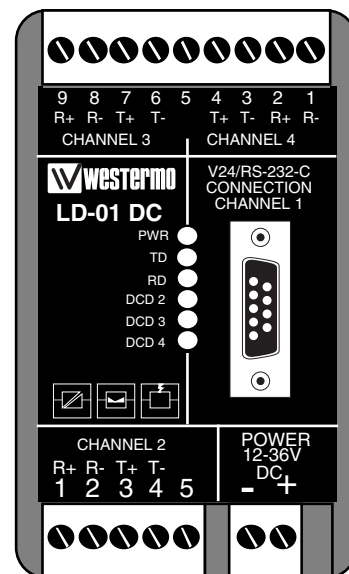 9 8 7 6 5 4 3 2 1
R+ R- T+ T- T+ T- R+ R-
CHANNEL 3 CHANNEL 4
Westermo
LD-01 DC
PWR
TD
RD
DCD 2
DCD 3
DCD 4
V24/RS-232-C
CONNECTION
CHANNEL 1
CHANNEL 2
R+ R- T+ T-
1 2 3 4 5
POWER
12-36V
DC
- +